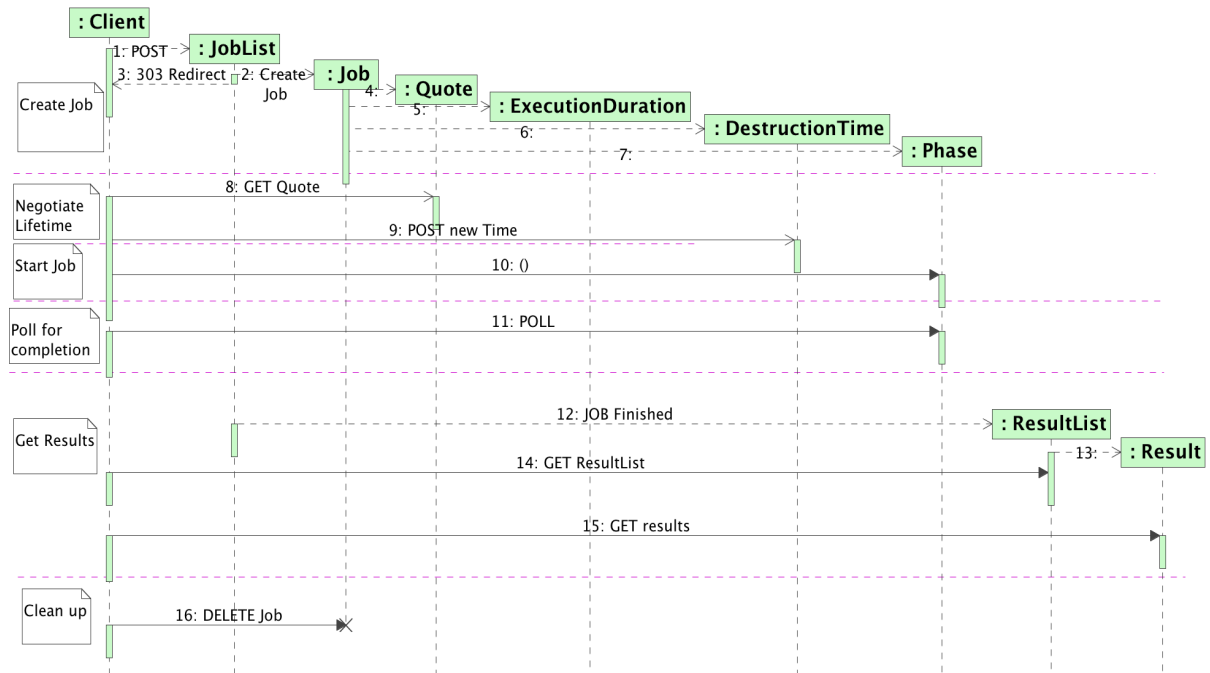 : Client
1: POST
: JobList
3: 303 Redirect
2: Create
Job
: Job
4:
: Quote
5:
: ExecutionDuration
6:
: DestructionTime
7:
: Phase
Create Job
8: GET Quote
Negotiate
Lifetime
9: POST new Time
Start Job
10: ()
11: POLL
Poll for
completion
12: JOB Finished
: ResultList
Get Results
13:
: Result
14: GET ResultList
15: GET results
Clean up
16: DELETE Job